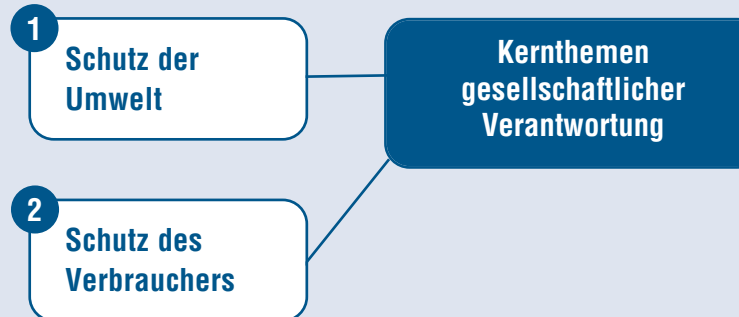 1
Schutz der
Umwelt
Kernthemen
gesellschaftlicher
Verantwortung
2
Schutz des
Verbrauchers